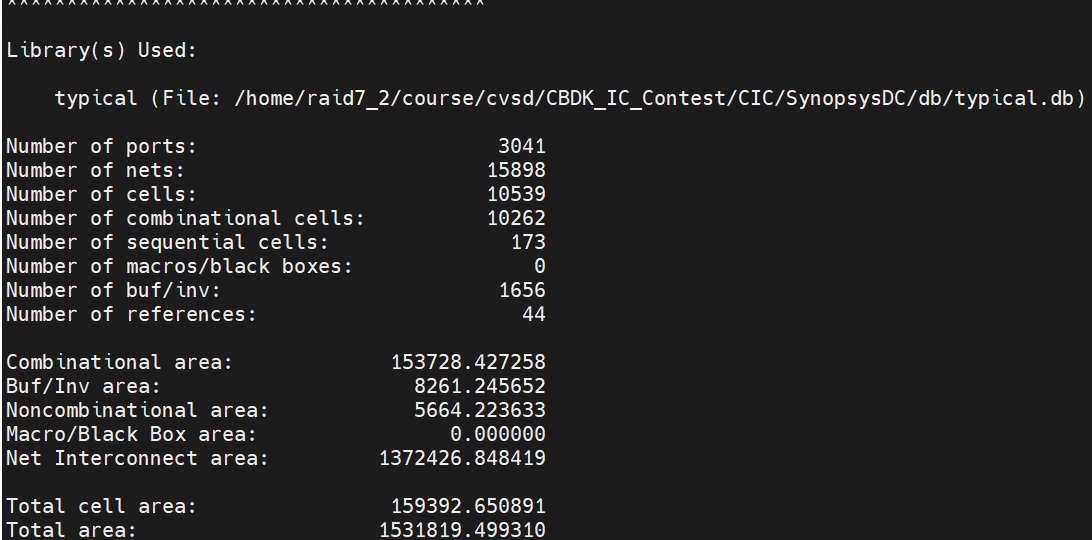 ****************************************
Library(s) Used:
typical (File: /home/raid7_2/course/cvsd/CBDK_IC_Contest/CIC/SynopsysDC/db/typical.db)
Number of ports: 3041
Number of nets: 15898
Number of cells: 10539
Number of combinational cells: 10262
Number of sequential cells: 173
Number of macros/black boxes: 0
Number of buf/inv: 1656
Number of references: 44
Combinational area: 153728.427258
Buf/Inv area: 8261.245652
Noncombinational area: 5664.223633
Macro/Black Box area: 0.000000
Net Interconnect area: 1372426.848419
Total cell area: 159392.650891
Total area: 1531819.499310